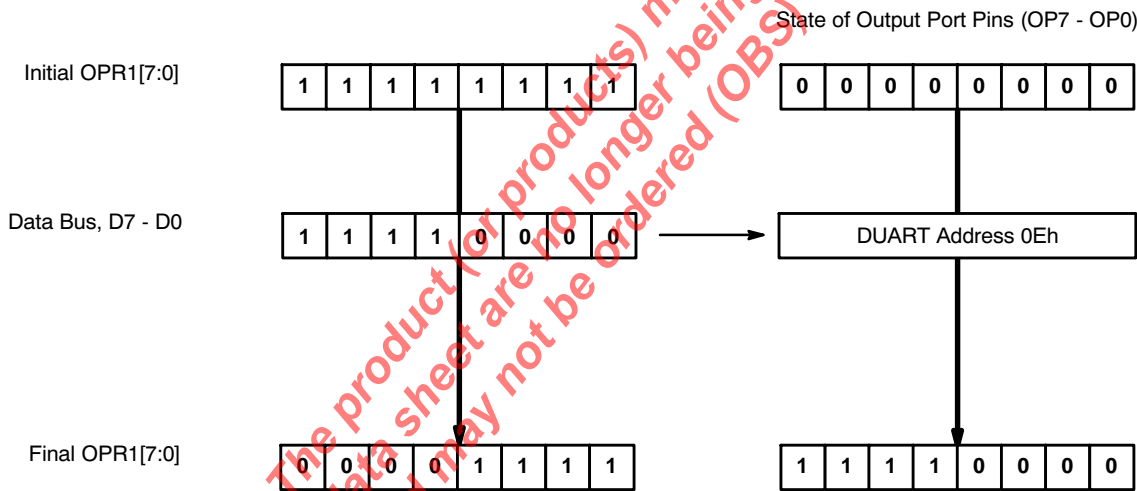 State of Output Port Pins (OP7 - OP0)
Initial OPR1[7:0]
1 1 1 1 1 1 1 1
0 0 0 0 0 0 0 0
Data Bus, D7 - D0
1 1 1 1 0 0 0 0
DUART Address 0Eh
Final OPR1[7:0]
0 0 0 0 1 1 1 1
1 1 1 1 0 0 0 0
The product (or products) m
data sheet are no longer being
may not be ordered (OBS)